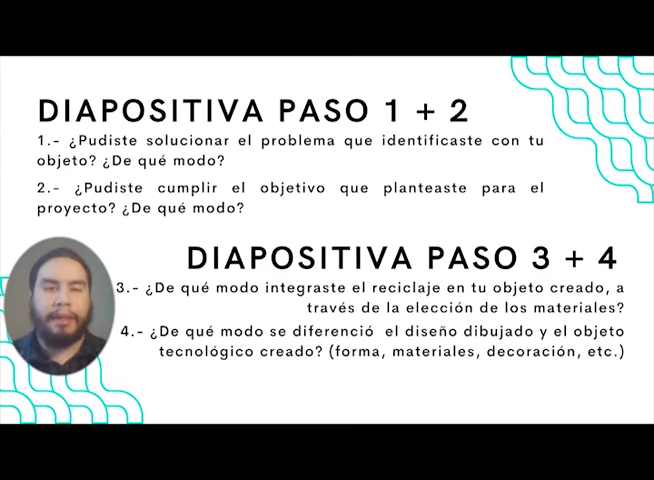 DIAPOSITIVA PASO 1 + 2
1.- ¿Pudiste solucionar el problema que identificaste con tu
objeto? ¿De qué modo?
2.- ¿Pudiste cumplir el objetivo que planteaste para el
proyecto? ¿De qué modo?
DIAPOSITIVA PASO 3 + 4
3.- ¿De qué modo integraste el reciclaje en tu objeto creado, a
través de la elección de los materiales?
4.- ¿De qué modo se diferenció el diseño dibujado y el objeto
tecnológico creado? (forma, materiales, decoración, etc.)